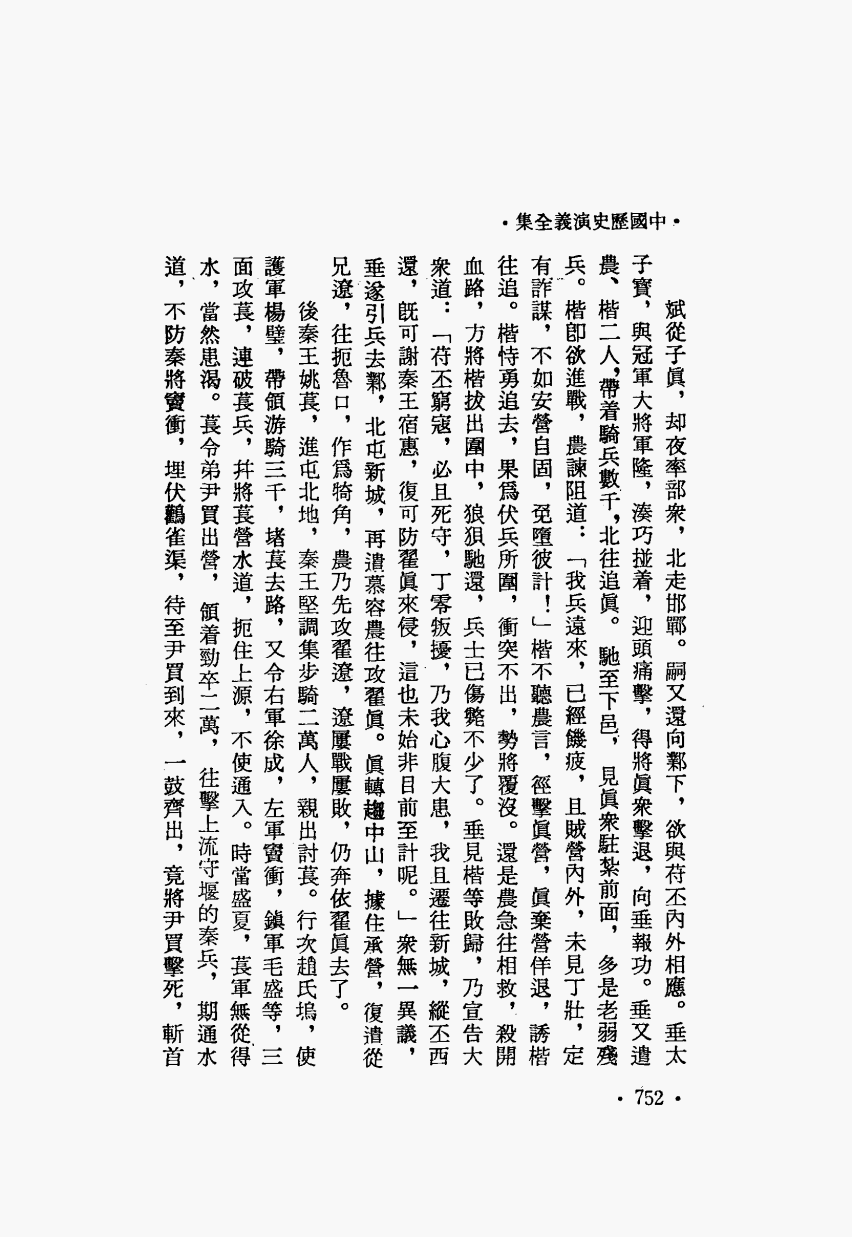 ・中國歷史演義全集・
斌從子眞，却夜率部衆，北走邯鄲。嗣又還向鄴下，欲與苻丕內外相應。垂太
子寶，與冠軍大將軍隆，湊巧撞着，迎頭痛擊，得將眞衆擊退，向垂報功。垂又遣
農、楷二人，帶着騎兵數千，北往追眞。馳至下邑，見眞衆駐紮前面，多是老弱殘
兵。楷卽欲進戰，農諫阻道：「我兵遠來，已經饑疲，且賊營內外，未見丁壯，定
有詐謀，不如安營自固，免墮彼計！」楷不聽農言，徑擊眞營，眞棄營佯退，誘楷
往追。楷恃勇追去，果爲伏兵所圍，衝突不出，勢將覆沒。還是農急往相救，殺開
血路，方將楷拔出圍中，狼狽馳還，兵士已傷斃不少了。垂見楷等敗歸，乃宣告大
衆道：「苻丕窮寇，必且死守，丁零叛擾，乃我心腹大患，我且遷往新城，縱丕西
還，旣可謝秦王宿惠，復可防翟眞來侵，這也未始非目前至計呢。」衆無一異議，
垂遂引兵去鄴，北屯新城，再遣慕容農往攻翟眞。眞轉趨中山，據住承營，復遣從
兄遼，往扼魯口，作爲犄角，農乃先攻翟遼，遼屢戰屢敗，仍奔依翟眞去了。
後秦王姚萇，進屯北地，秦王堅調集步騎二萬人，親出討萇。行次趙氏塢，使
護軍楊璧，帶領游騎三千，堵萇去路，又令右軍徐成，左軍竇衝，鎮軍毛盛等，三
面攻萇，連破萇兵，幷將萇營水道，扼住上源，不使通入。時當盛夏，萇軍無從得
水，當然患渴。萇令弟尹買出營，領着勁卒二萬，往擊上流守堰的秦兵，期通水
道，不防秦將竇衝，埋伏鸛雀渠，待至尹買到來，一鼓齊出，竟將尹買擊死，斬首
・752・